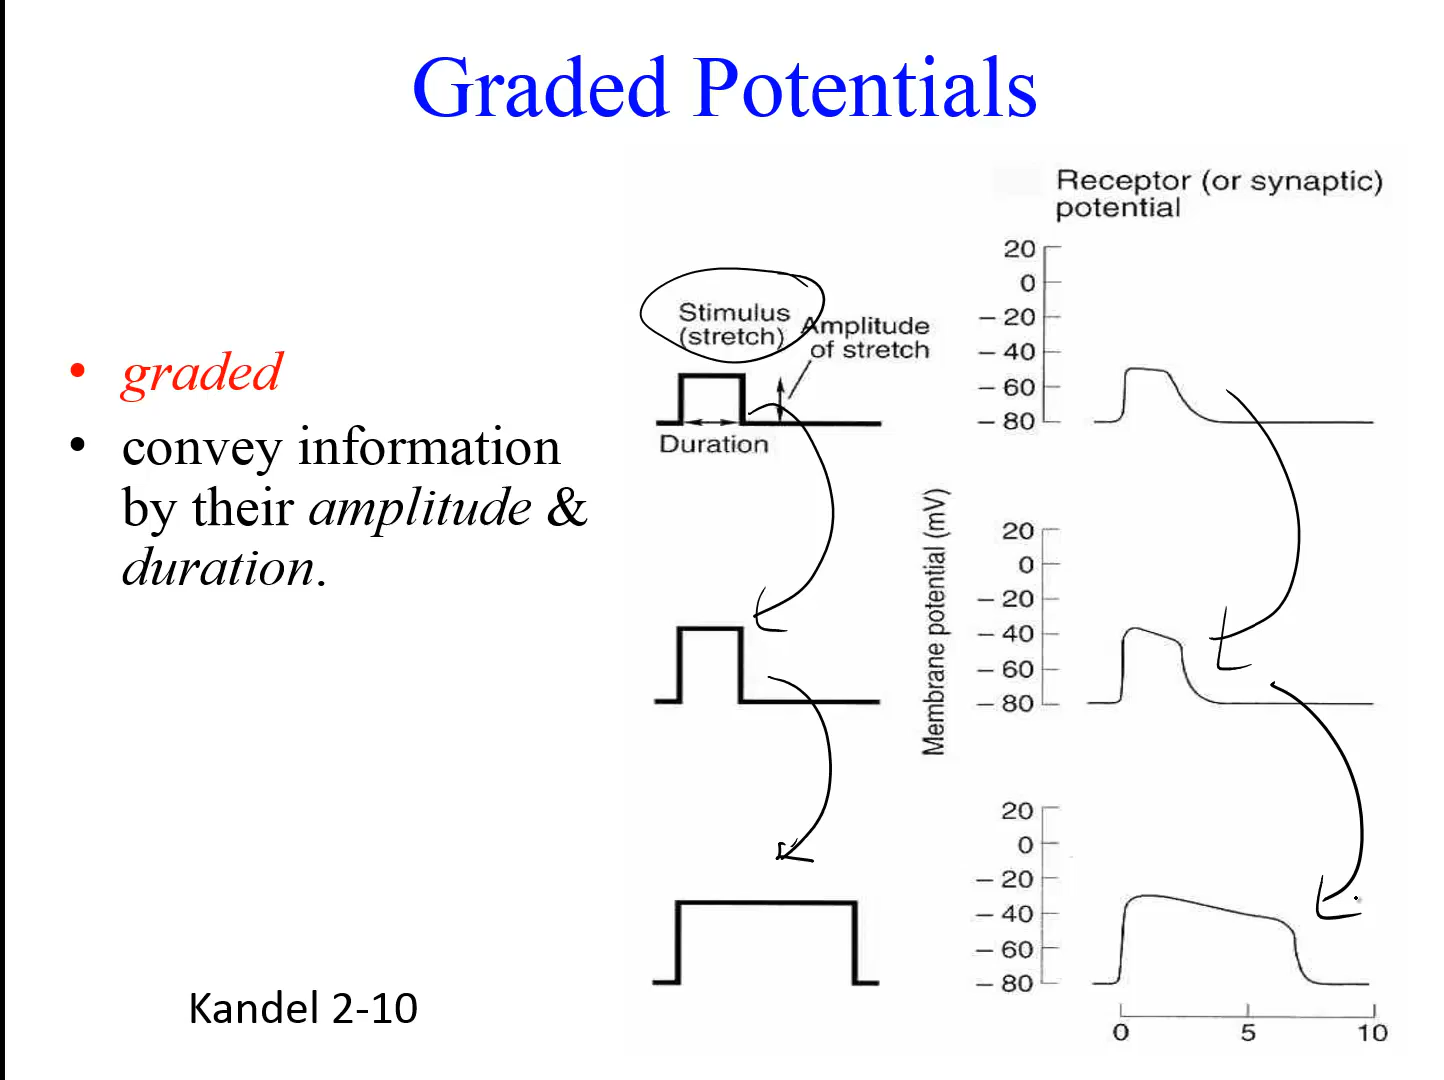 Graded Potentials
• graded
• convey information
by their amplitude &
duration.
Kandel 2-10
Stimulus
(stretch)
Amplitude
of stretch
Duration
Receptor (or synaptic)
potential
20
0
– 20
– 40
– 60
– 80
Membrane potential (mV)
20
0
– 20
– 40
– 60
– 80
20
0
– 20
– 40
– 60
– 80
0 5 10